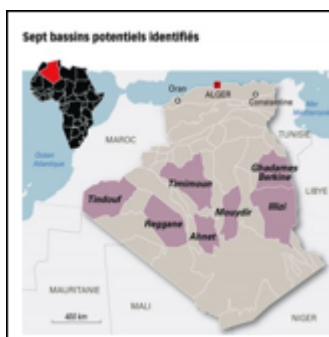 Sept bassins potentiels identifiés
Oran
ALGER
Constantine
Mer
Méditerranée
MAROC
TUNISIE
Océan
Atlantique
LIBYE
Ghadames
Berkine
Timimoun
Tindouf
Mouydir
Illizi
Reggane
Ahnet
MAURITANIE
MALI
NIGER
400 km